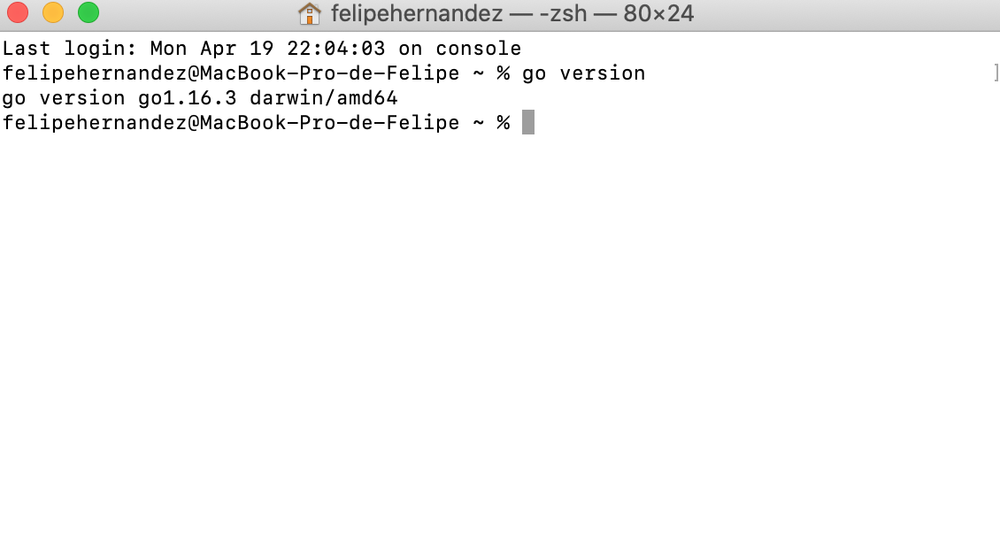 felipehernandez — -zsh — 80×24
Last login: Mon Apr 19 22:04:03 on console
felipehernandez@MacBook-Pro-de-Felipe ~ % go version
go version go1.16.3 darwin/amd64
felipehernandez@MacBook-Pro-de-Felipe ~ %